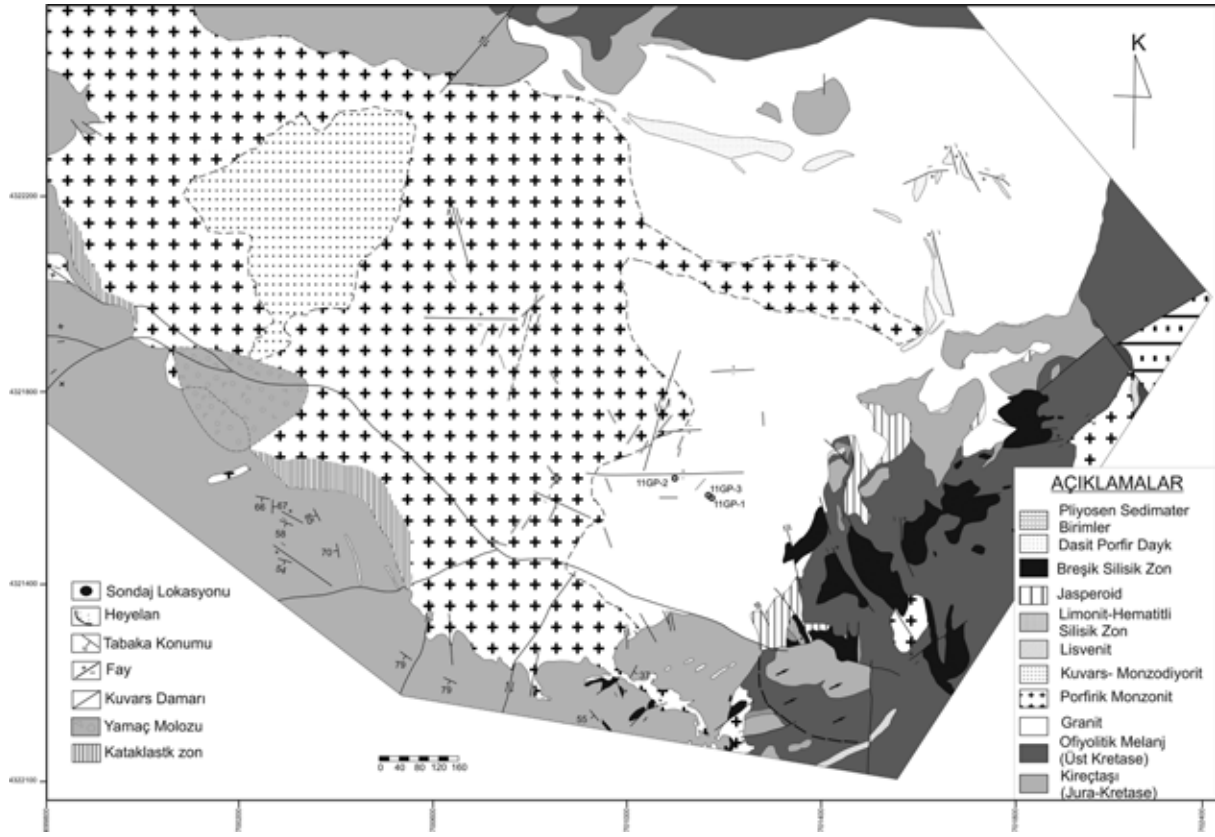 K
4322200
4321800
4321400
4322100
11GP-2
11GP-3
11GP-1
66
67
58
70
79
79
37
55
AÇIKLAMALAR
Pliyosen Sedimater
Birimler
Dasit Porfir Dayk
Breşik Silisik Zon
Jasperoid
Limonit-Hematitli
Silisik Zon
Lisvenit
Kuvars- Monzodiyorit
Porfirik Monzonit
Granit
Ofiyolitik Melanj
(Üst Kretase)
Kireçtaşı
(Jura-Kretase)
Sondaj Lokasyonu
Heyelan
Tabaka Konumu
Fay
Kuvars Damarı
Yamaç Molozu
Kataklastk zon
0 40 80 120 160